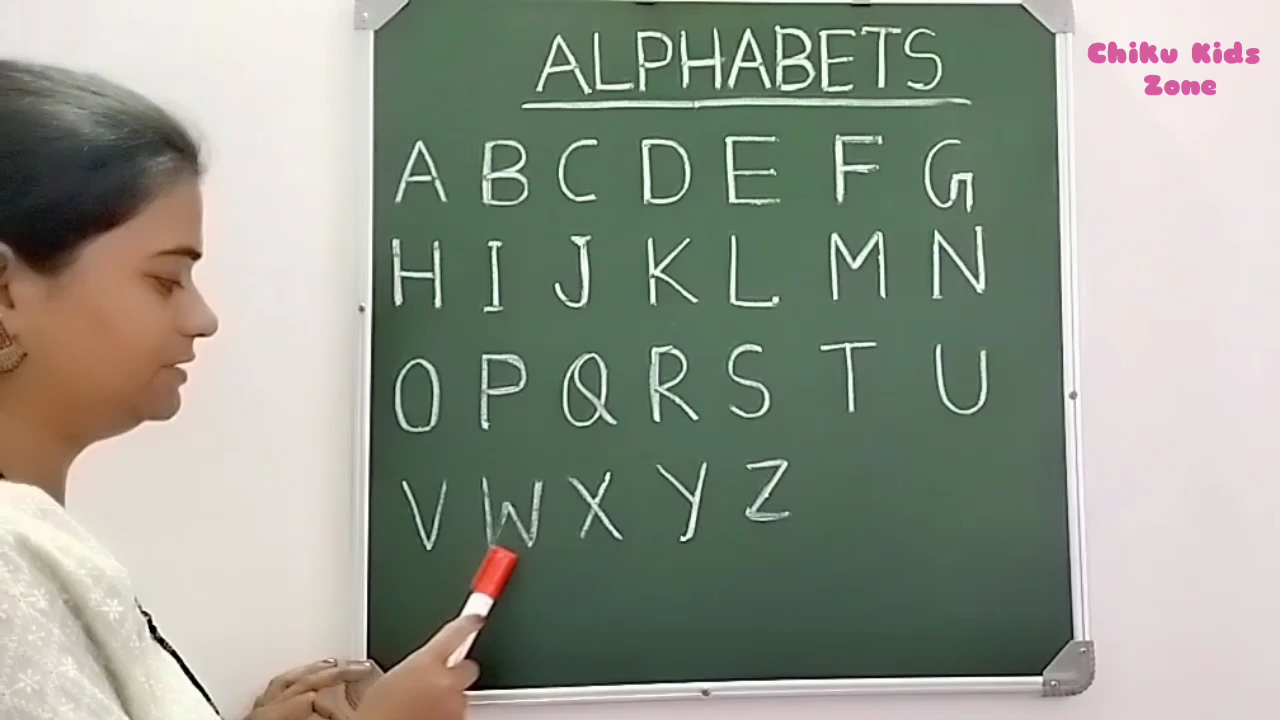 ALPHABETS
A B C D E F G
H I J K L M N
O P Q R S T U
V W X Y Z
Chiku Kids
Zone